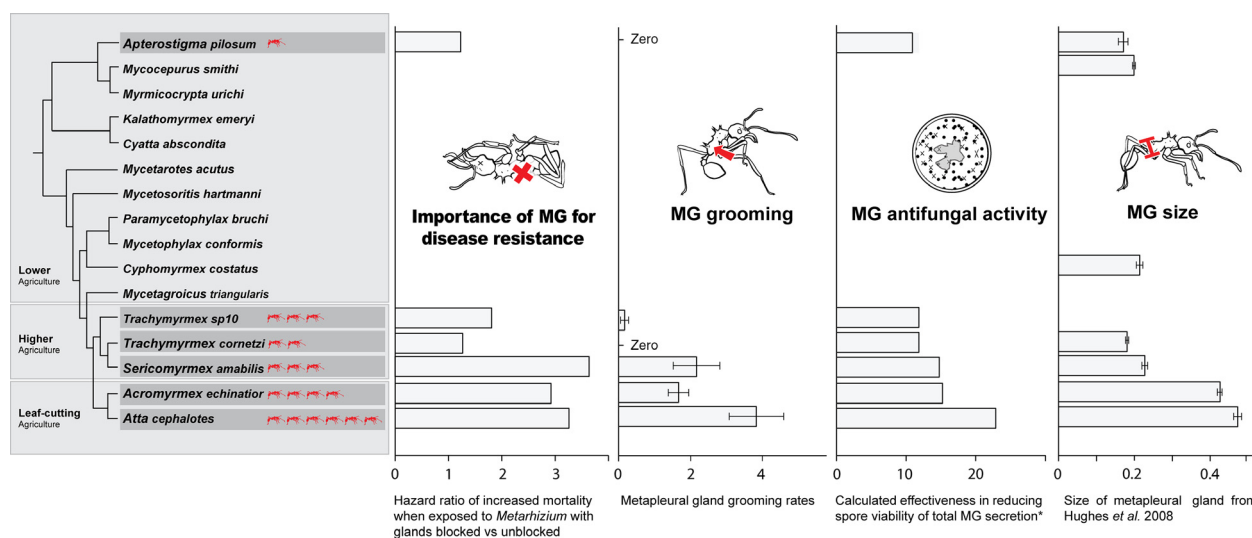 Apterostigma pilosum
Mycocepurus smithi
Myrmicocrypta urichi
Kalathomyrmex emeryi
Cyatta abscondita
Mycetarotes acutus
Mycetosoritis hartmanni
Paramycetophylax bruchi
Mycetophylax conformis
Cyphomyrmex costatus
Mycetagroicus triangularis
Trachymyrmex sp10
Trachymyrmex cornetzi
Sericomyrmex amabilis
Acromyrmex echinatior
Atta cephalotes
Lower
Agriculture
Higher
Agriculture
Leaf-cutting
Agriculture
Importance of MG for
disease resistance
0 1 2 3
Hazard ratio of increased mortality
when exposed to Metarhizium with
glands blocked vs unblocked
Zero
MG grooming
Zero
0 2 4
Metapleural gland grooming rates
MG antifungal activity
0 10 20
Calculated effectiveness in reducing
spore viability of total MG secretion*
MG size
0 0.2 0.4
Size of metapleural gland from
Hughes et al. 2008